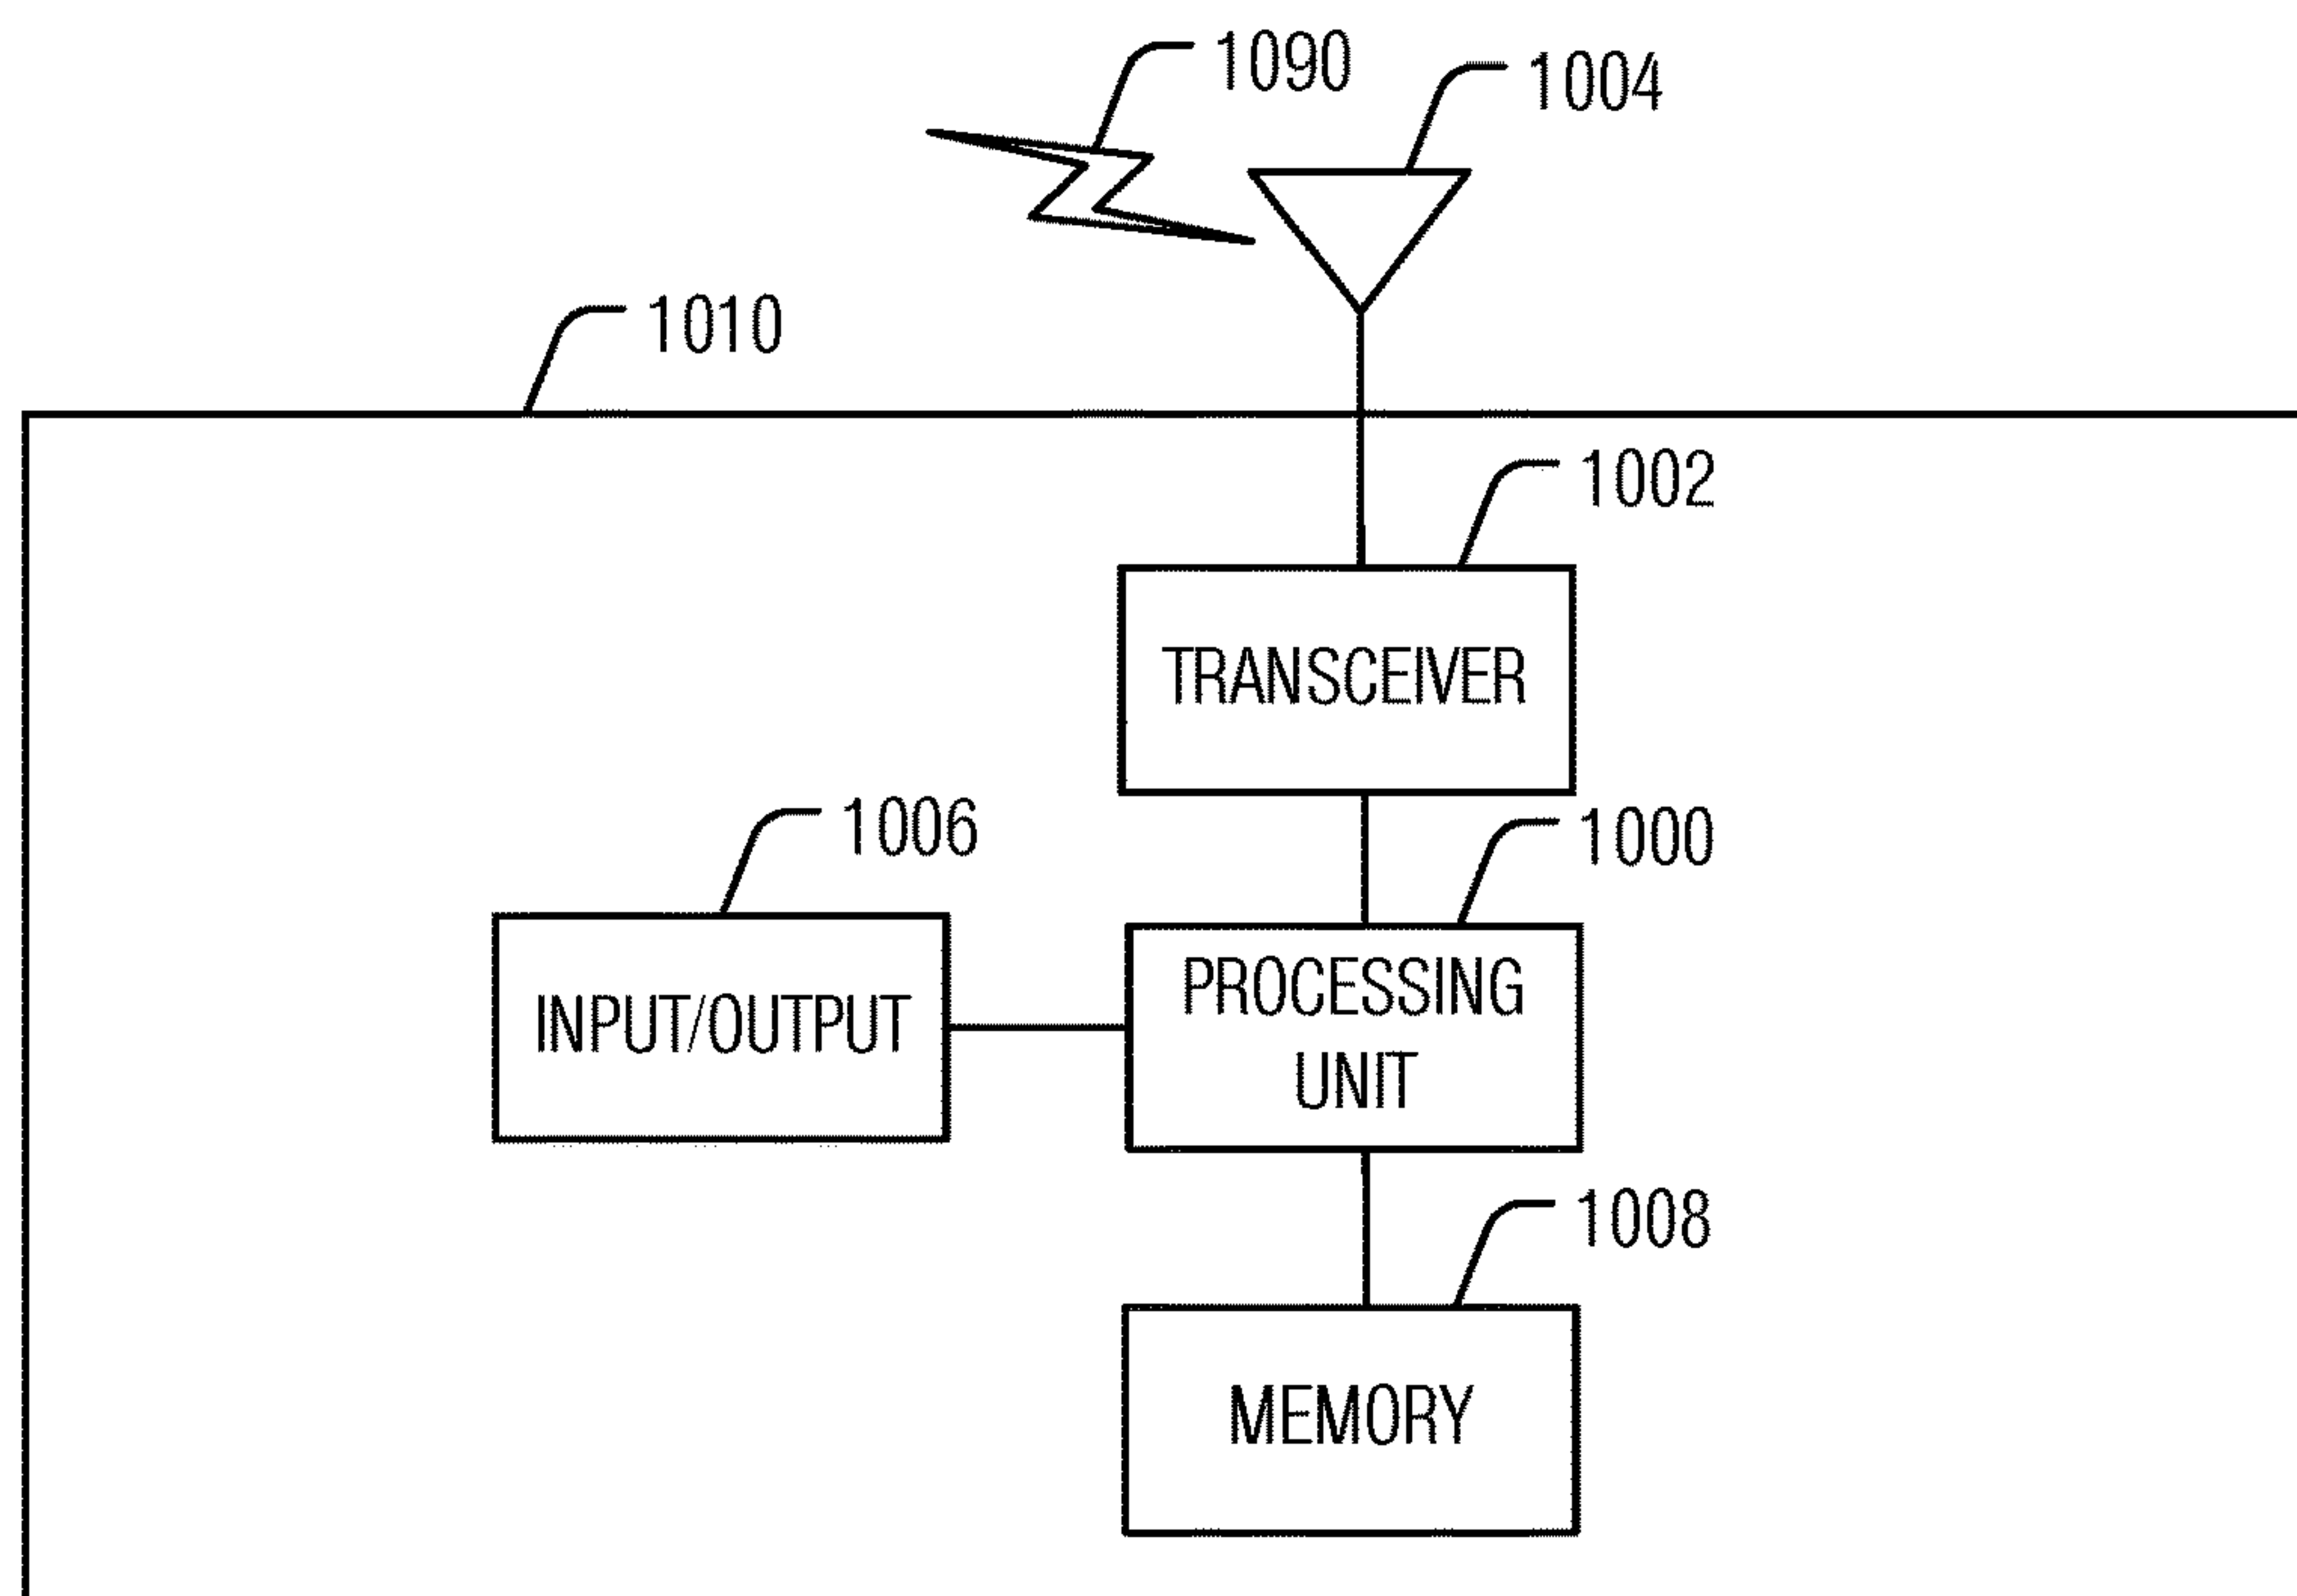 1090
1004
1010
1002
TRANSCEIVER
1006
1000
INPUT/OUTPUT
PROCESSING
UNIT
1008
MEMORY